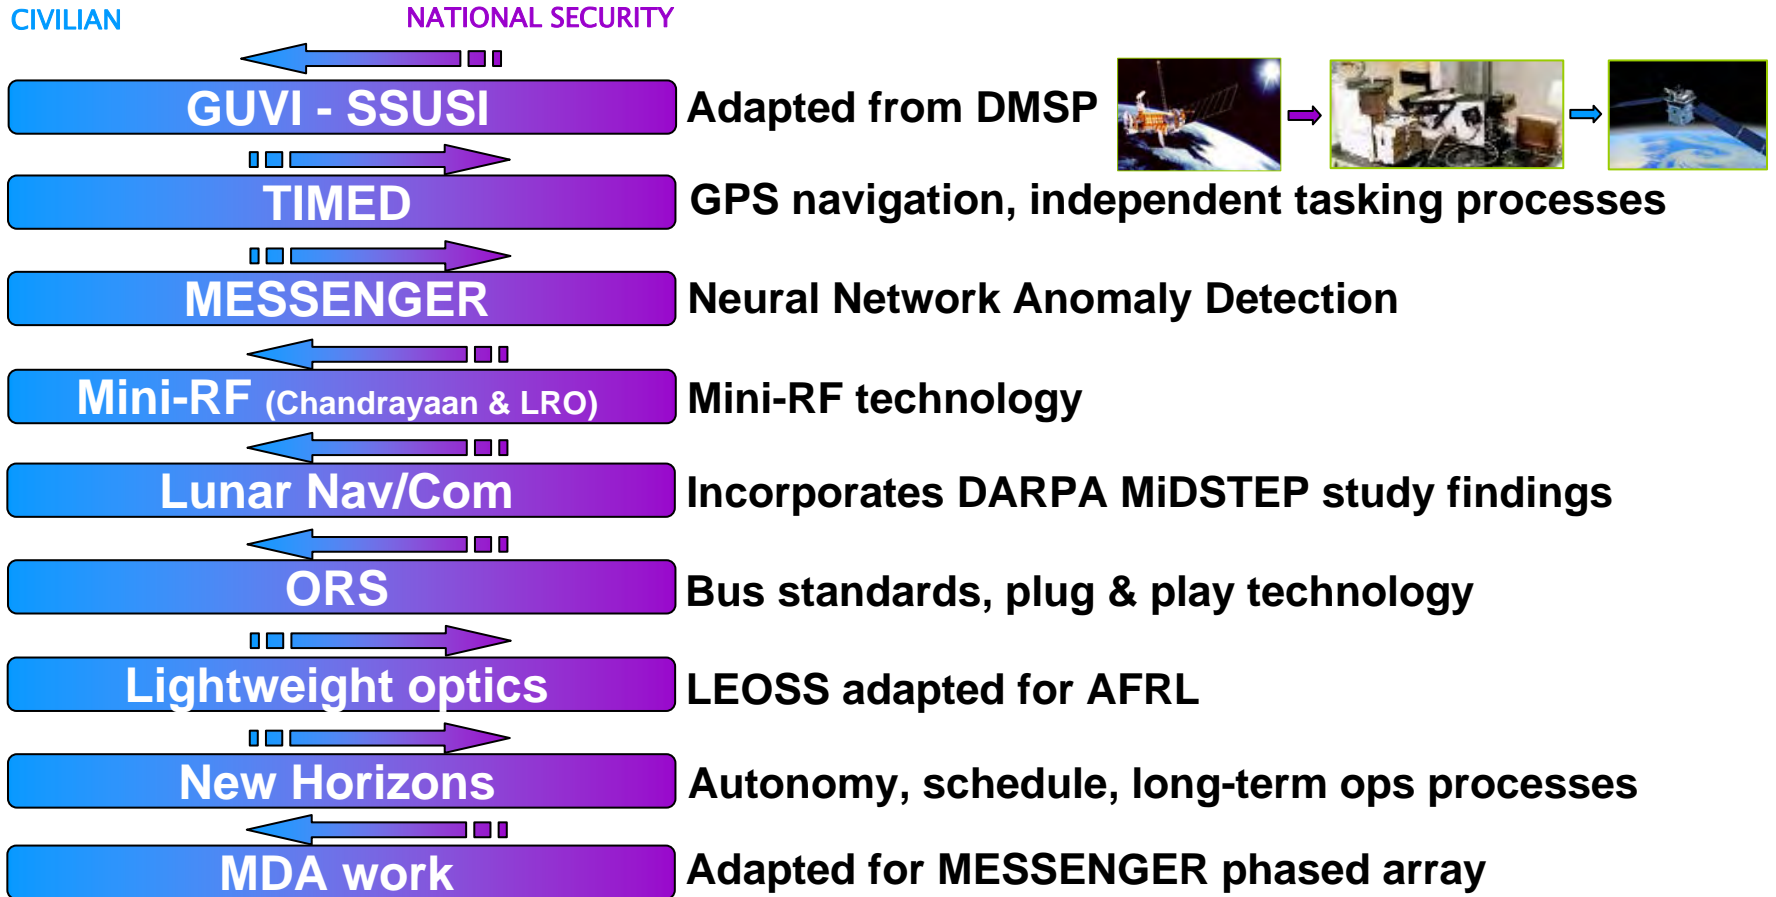 CIVILIAN NATIONAL SECURITY
GUVI - SSUSI Adapted from DMSP
TIMED GPS navigation, independent tasking processes
MESSENGER Neural Network Anomaly Detection
Mini-RF (Chandrayaan & LRO) Mini-RF technology
Lunar Nav/Com Incorporates DARPA MiDSTEP study findings
ORS Bus standards, plug & play technology
Lightweight optics LEOSS adapted for AFRL
New Horizons Autonomy, schedule, long-term ops processes
MDA work Adapted for MESSENGER phased array